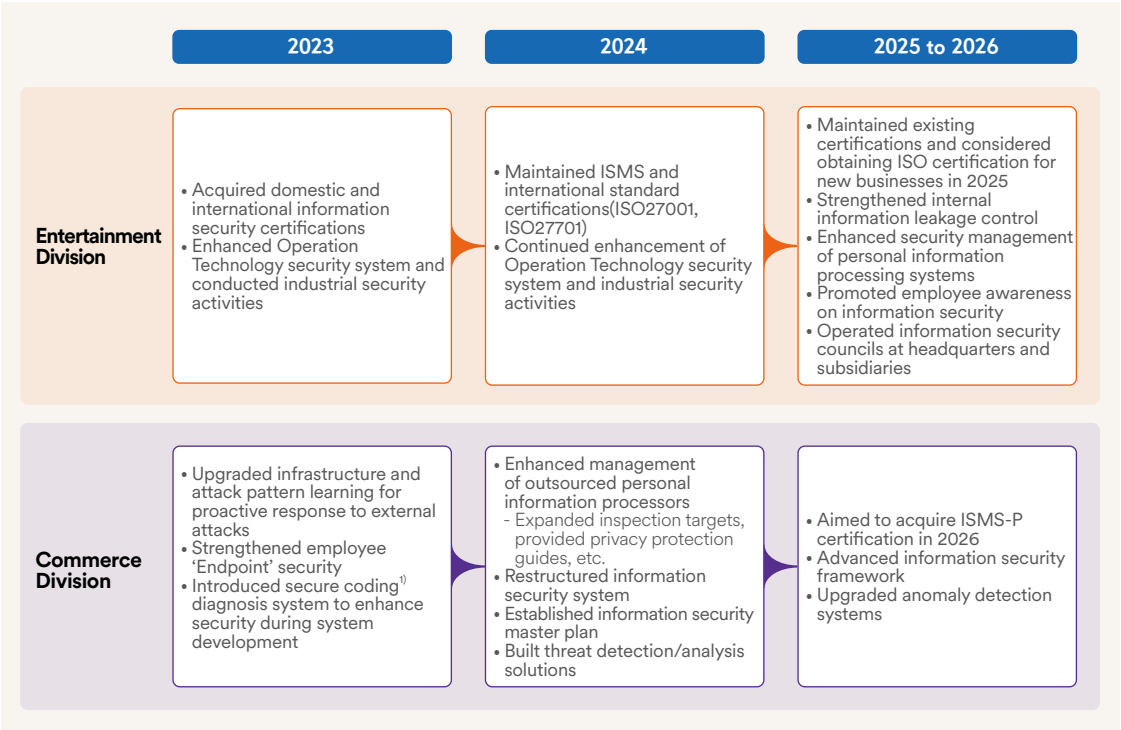 2023
2024
2025 to 2026
Entertainment
Division
• Acquired domestic and
international information
security certifications
• Enhanced Operation
Technology security system and
conducted industrial security
activities
• Maintained ISMS and
international standard
certifications(ISO27001,
ISO27701)
• Continued enhancement of
Operation Technology security
system and industrial security
activities
• Maintained existing
certifications and considered
obtaining ISO certification for
new businesses in 2025
• Strengthened internal
information leakage control
• Enhanced security management
of personal information
processing systems
• Promoted employee awareness
on information security
• Operated information security
councils at headquarters and
subsidiaries
Commerce
Division
• Upgraded infrastructure and
attack pattern learning for
proactive response to external
attacks
• Strengthened employee
‘Endpoint’ security
• Introduced secure coding1)
diagnosis system to enhance
security during system
development
• Enhanced management
of outsourced personal
information processors
- Expanded inspection targets,
provided privacy protection
guides, etc.
• Restructured information
security system
• Established information security
master plan
• Built threat detection/analysis
solutions
• Aimed to acquire ISMS-P
certification in 2026
• Advanced information security
framework
• Upgraded anomaly detection
systems